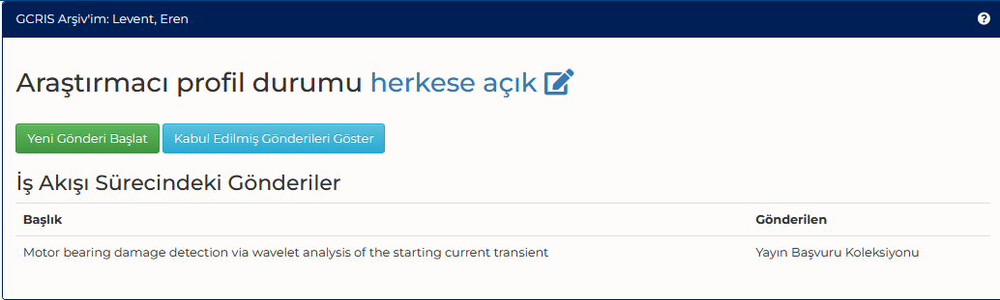 GCRIS Arşiv'im: Levent, Eren
Araştırmacı profil durumu herkese açık
Yeni Gönderi Başlat Kabul Edilmiş Gönderileri Göster
İş Akışı Sürecindeki Gönderiler
Başlık Gönderilen
Motor bearing damage detection via wavelet analysis of the starting current transient Yayın Başvuru Koleksiyonu